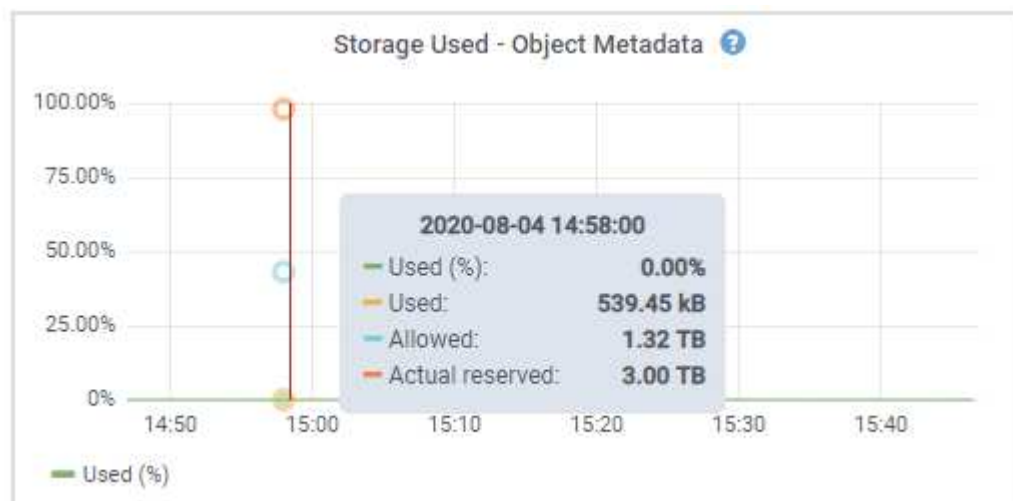 Storage Used - Object Metadata ?
100.00%
75.00%
50.00%
25.00%
0%
2020-08-04 14:58:00
Used (%): 0.00%
Used: 539.45 kB
Allowed: 1.32 TB
Actual reserved: 3.00 TB
14:50 15:00 15:10 15:20 15:30 15:40
Used (%)